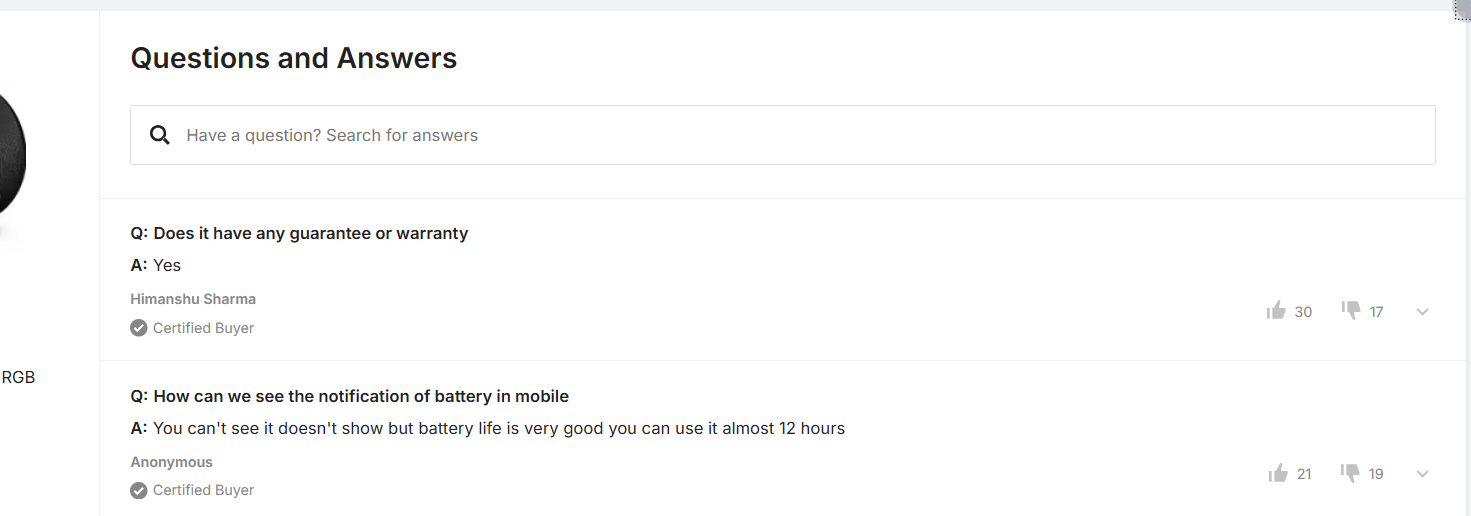 Questions and Answers
Have a question? Search for answers
Q: Does it have any guarantee or warranty
A: Yes
Himanshu Sharma
Certified Buyer
30 17
RGB
Q: How can we see the notification of battery in mobile
A: You can't see it doesn't show but battery life is very good you can use it almost 12 hours
Anonymous
Certified Buyer
21 19